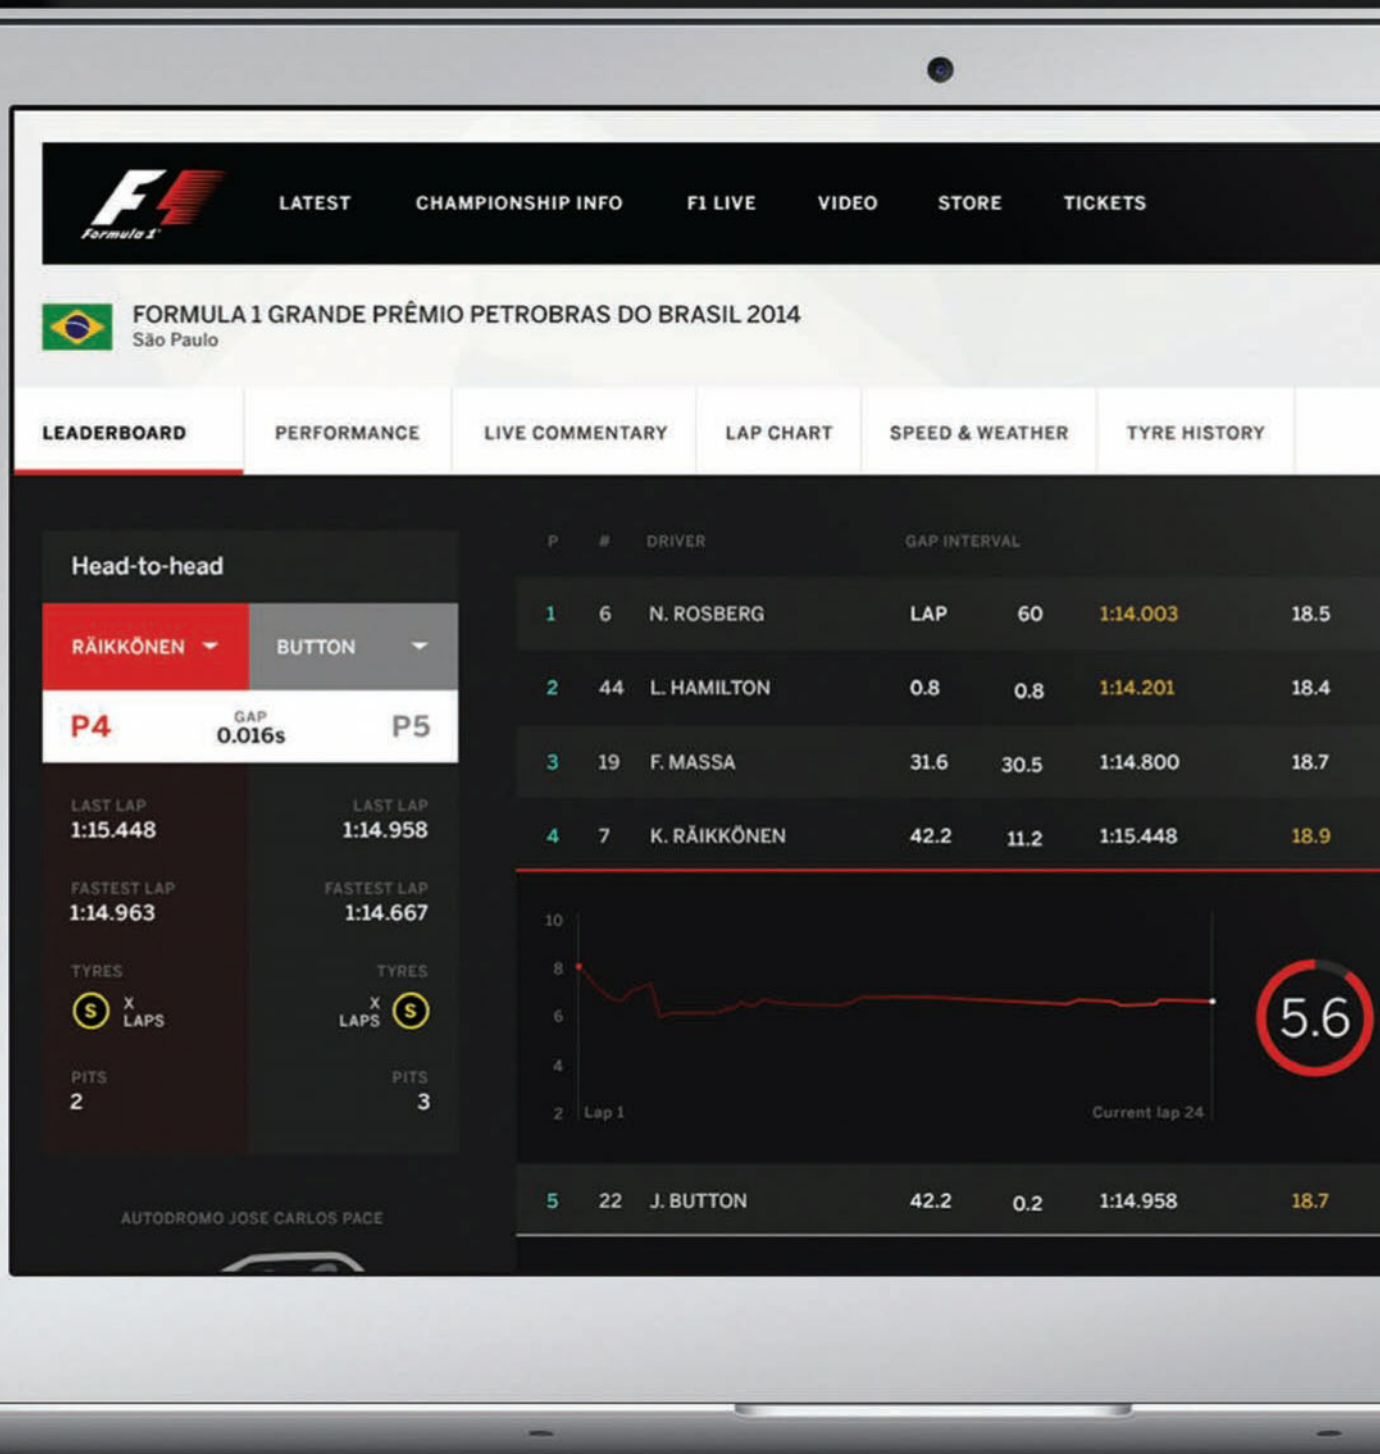 F1
Formula 1
LATEST CHAMPIONSHIP INFO F1 LIVE VIDEO STORE TICKETS
FORMULA 1 GRANDE PRÊMIO PETROBRAS DO BRASIL 2014
São Paulo
LEADERBOARD PERFORMANCE LIVE COMMENTARY LAP CHART SPEED & WEATHER TYRE HISTORY
Head-to-head
RÄIKKÖNEN BUTTON
P4 GAP P5
0.016s
LAST LAP LAST LAP
1:15.448 1:14.958
FASTEST LAP FASTEST LAP
1:14.963 1:14.667
TYRES TYRES
S X LAPS X LAPS S
PITS PITS
2 3
AUTODROMO JOSE CARLOS PACE
P # DRIVER GAP INTERVAL
1 6 N. ROSBERG LAP 60 1:14.003 18.5
2 44 L. HAMILTON 0.8 0.8 1:14.201 18.4
3 19 F. MASSA 31.6 30.5 1:14.800 18.7
4 7 K. RÄIKKÖNEN 42.2 11.2 1:15.448 18.9
10
8
6
4
2 Lap 1 Current lap 24
5.6
5 22 J. BUTTON 42.2 0.2 1:14.958 18.7